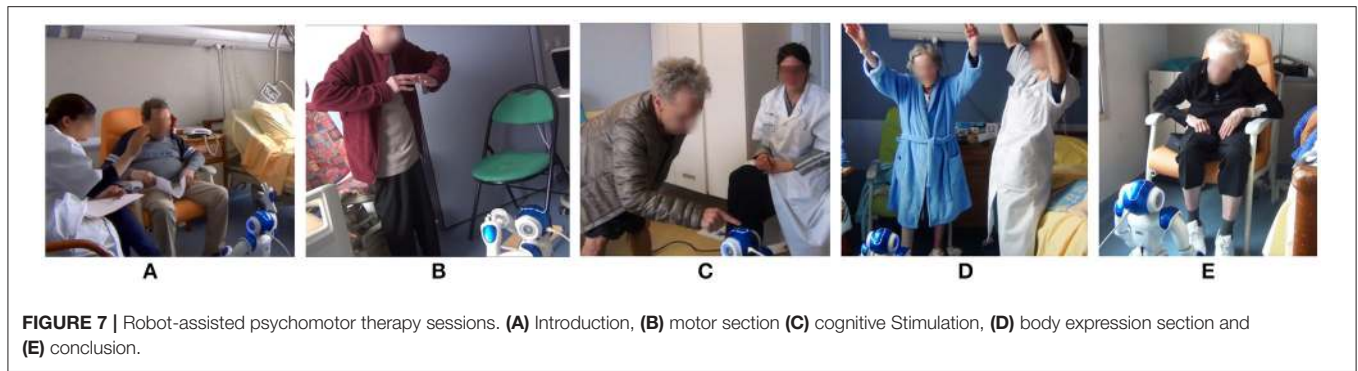 A B C D E
FIGURE 7 | Robot-assisted psychomotor therapy sessions. (A) Introduction, (B) motor section (C) cognitive Stimulation, (D) body expression section and
(E) conclusion.